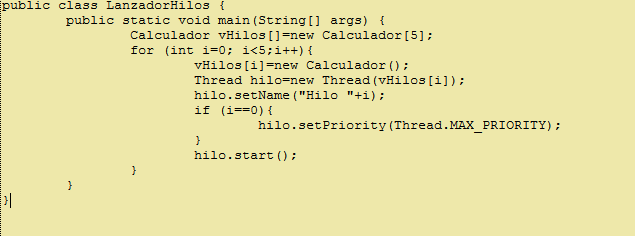 public class LanzadorHilos {
public static void main(String[] args) {
Calculador vHilos[]=new Calculador[5];
for (int i=0; i<5;i++){
vHilos[i]=new Calculador();
Thread hilo=new Thread(vHilos[i]);
hilo.setName("Hilo "+i);
if (i==0){
hilo.setPriority(Thread.MAX_PRIORITY);
}
hilo.start();
}
}
}